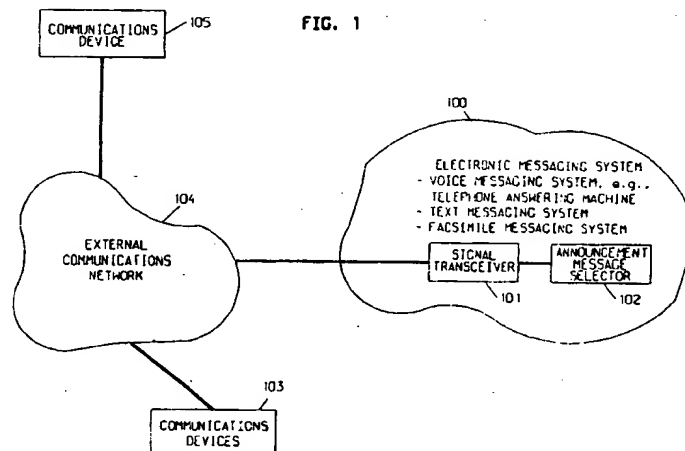 FIG. 1
COMMUNICATIONS
DEVICE
105
100
ELECTRONIC MESSAGING SYSTEM
- VOICE MESSAGING SYSTEM, e.g.,
TELEPHONE ANSWERING MACHINE
- TEXT MESSAGING SYSTEM
- FACSIMILE MESSAGING SYSTEM
104
EXTERNAL
COMMUNICATIONS
NETWORK
SIGNAL
TRANSCEIVER
101
ANNOUNCEMENT
MESSAGE
SELECTOR
102
103
COMMUNICATIONS
DEVICES